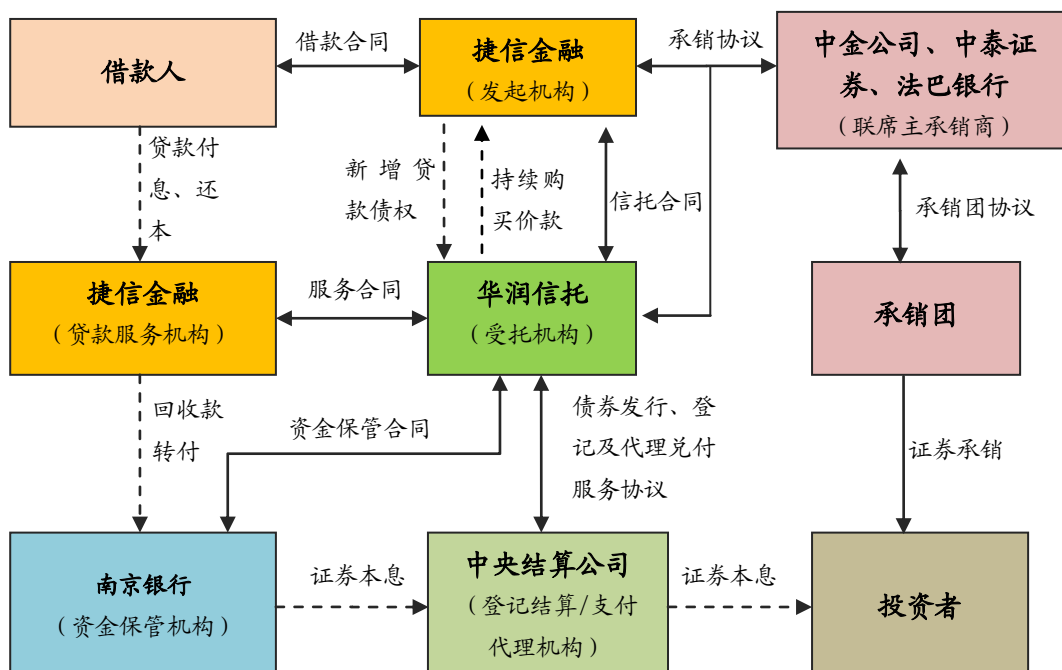 借款人
借款合同
捷信金融
（发起机构）
承销协议
中金公司、中泰证
券、法巴银行
（联席主承销商）
贷款付
息、还
本
新增贷
款债权
持续购
买价款
信托合同
承销团协议
捷信金融
（贷款服务机构）
服务合同
华润信托
（受托机构）
承销团
回收款
转付
资金保管合同
债券发行、登
记及代理兑付
服务协议
证券承销
南京银行
（资金保管机构）
证券本息
中央结算公司
（登记结算/支付
代理机构）
证券本息
投资者